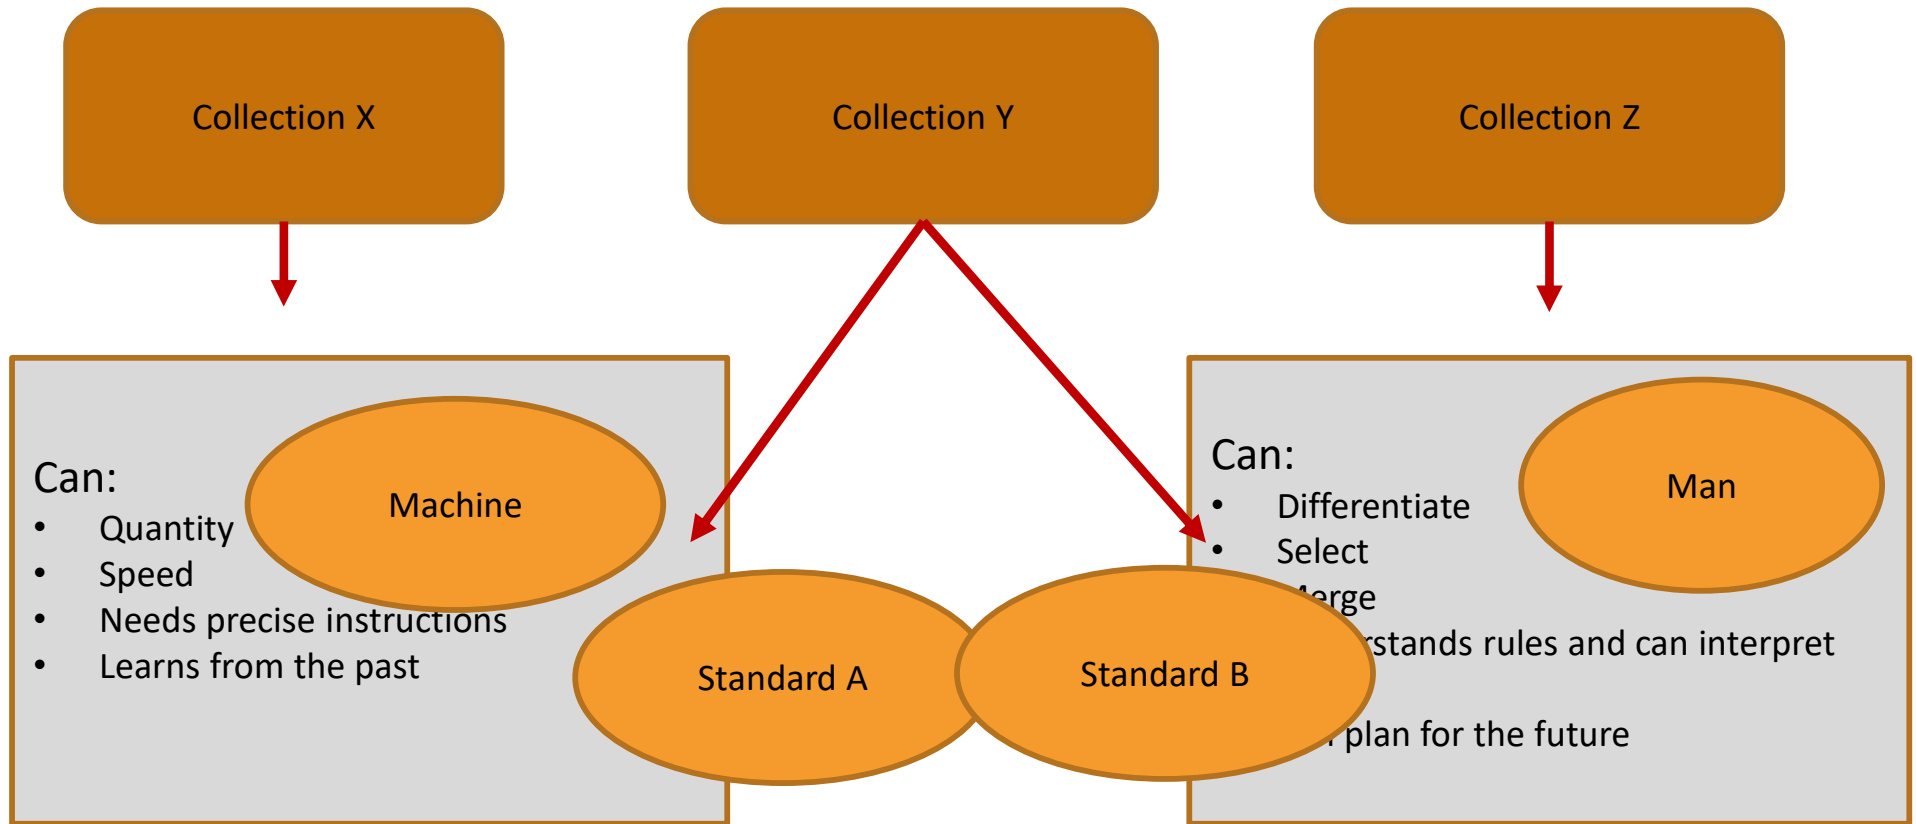 Collection X
Collection Y
Collection Z
Can:
• Quantity
• Speed
• Needs precise instructions
• Learns from the past
Machine
Standard A
Standard B
Can:
• Differentiate
• Select
Merge
rules and can interpret
plan for the future
Man